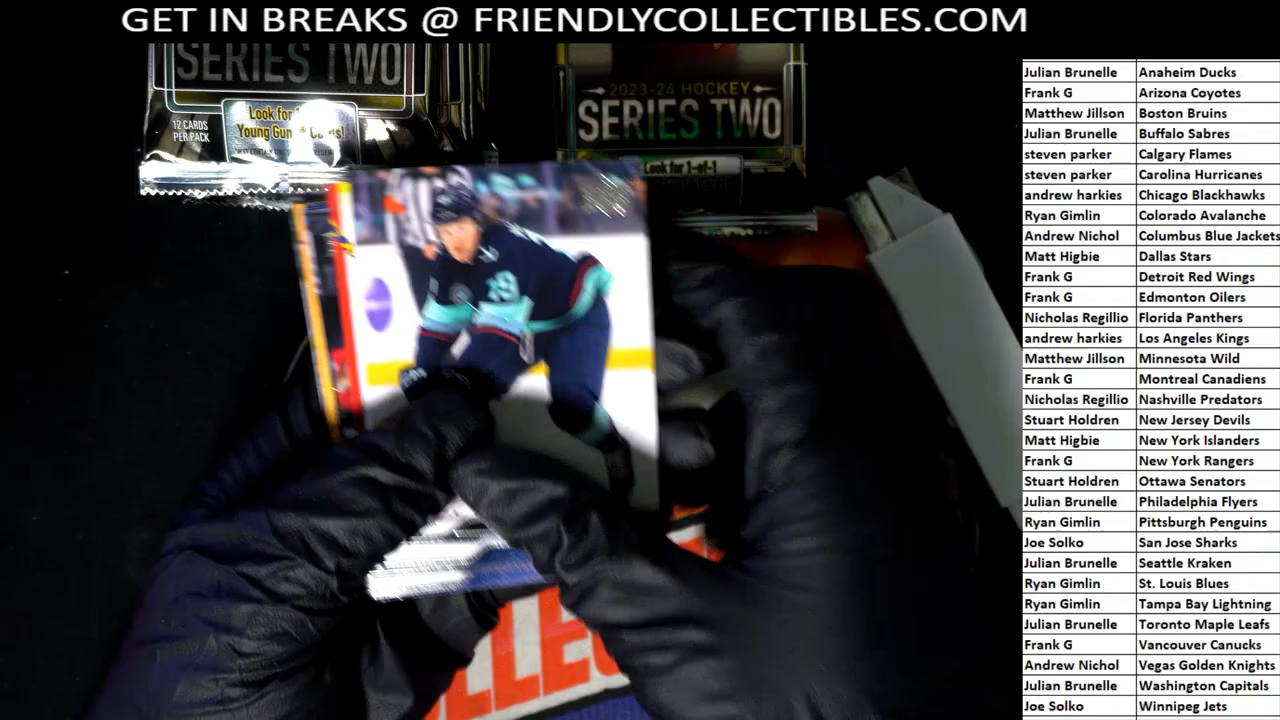 GET IN BREAKS @ FRIENDLYCOLLECTIBLES.COM
SERIES TWO
12 CARDS
PER PACK
2023-24 HOCKEY
SERIES TWO
Look for 1-of-1
19
Julian Brunelle Anaheim Ducks
Frank G Arizona Coyotes
Matthew Jillson Boston Bruins
Julian Brunelle Buffalo Sabres
steven parker Calgary Flames
steven parker Carolina Hurricanes
andrew harkies Chicago Blackhawks
Ryan Gimlin Colorado Avalanche
Andrew Nichol Columbus Blue Jackets
Matt Higbie Dallas Stars
Frank G Detroit Red Wings
Frank G Edmonton Oilers
Nicholas Regillio Florida Panthers
andrew harkies Los Angeles Kings
Matthew Jillson Minnesota Wild
Frank G Montreal Canadiens
Nicholas Regillio Nashville Predators
Stuart Holdren New Jersey Devils
Matt Higbie New York Islanders
Frank G New York Rangers
Stuart Holdren Ottawa Senators
Julian Brunelle Philadelphia Flyers
Ryan Gimlin Pittsburgh Penguins
Joe Solko San Jose Sharks
Julian Brunelle Seattle Kraken
Ryan Gimlin St. Louis Blues
Ryan Gimlin Tampa Bay Lightning
Julian Brunelle Toronto Maple Leafs
Frank G Vancouver Canucks
Andrew Nichol Vegas Golden Knights
Julian Brunelle Washington Capitals
Joe Solko Winnipeg Jets